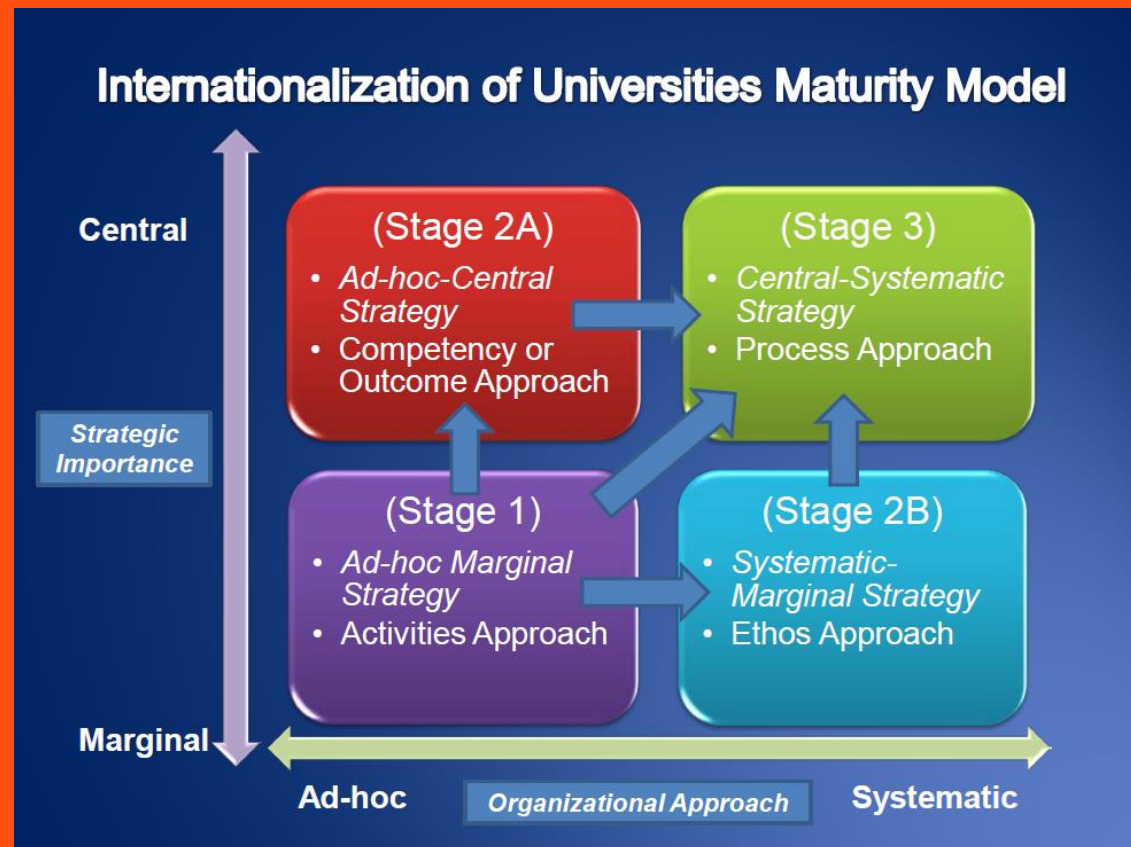 Internationalization of Universities Maturity Model
Central
(Stage 2A)
• Ad-hoc-Central
Strategy
• Competency or
Outcome Approach
(Stage 3)
• Central-Systematic
Strategy
• Process Approach
Strategic
Importance
(Stage 1)
• Ad-hoc Marginal
Strategy
• Activities Approach
(Stage 2B)
• Systematic-
Marginal Strategy
• Ethos Approach
Marginal
Ad-hoc
Organizational Approach
Systematic